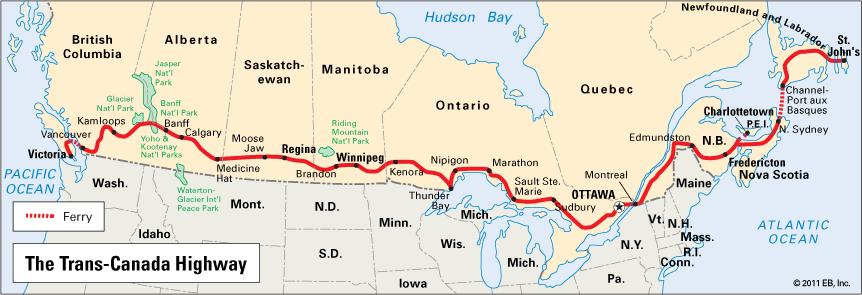 Hudson Bay
Newfoundland and Labrador
St.
John's
British
Columbia
Alberta
Saskatch-
ewan
Manitoba
Ontario
Quebec
Jasper
Nat'l
Park
Glacier
Nat'l Park
Banff
Nat'l Park
Kamloops
Banff
Calgary
Yoho &
Kootenay
Nat'l Parks
Vancouver
Victoria
Medicine
Hat
Moose
Jaw
Regina
Riding
Mountain
Nat'l Park
Brandon
Winnipeg
Kenora
Nipigon
Marathon
Thunder
Bay
Sault Ste.
Marie
Sudbury
OTTAWA
Montreal
Edmundston
N.B.
Charlottetown
P.E.I.
Channel-
Port aux
Basques
N. Sydney
Fredericton
Nova Scotia
PACIFIC
OCEAN
Waterton-
Glacier Int'l
Peace Park
Wash.
Idaho
Mont.
N.D.
S.D.
Minn.
Wis.
Iowa
Mich.
Mich.
Pa.
N.Y.
Vt.
N.H.
Maine
Mass.
R.I.
Conn.
ATLANTIC
OCEAN
Ferry
The Trans-Canada Highway
© 2011 EB, Inc.